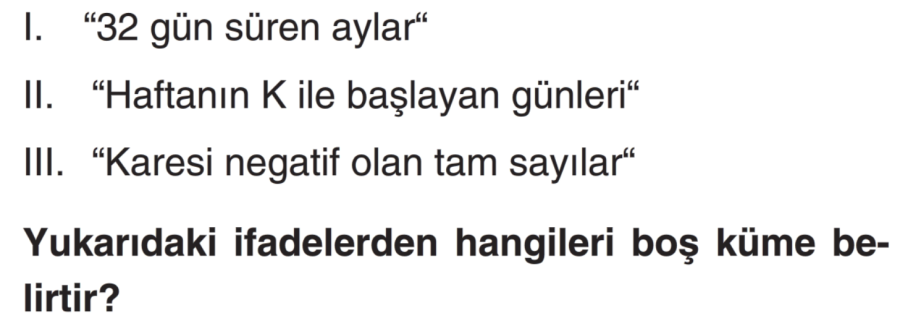 I. “32 gün süren aylar“
II. “Haftanın K ile başlayan günleri“
III. “Karesi negatif olan tam sayılar“
Yukarıdaki ifadelerden hangileri boş küme be-
lirtir?